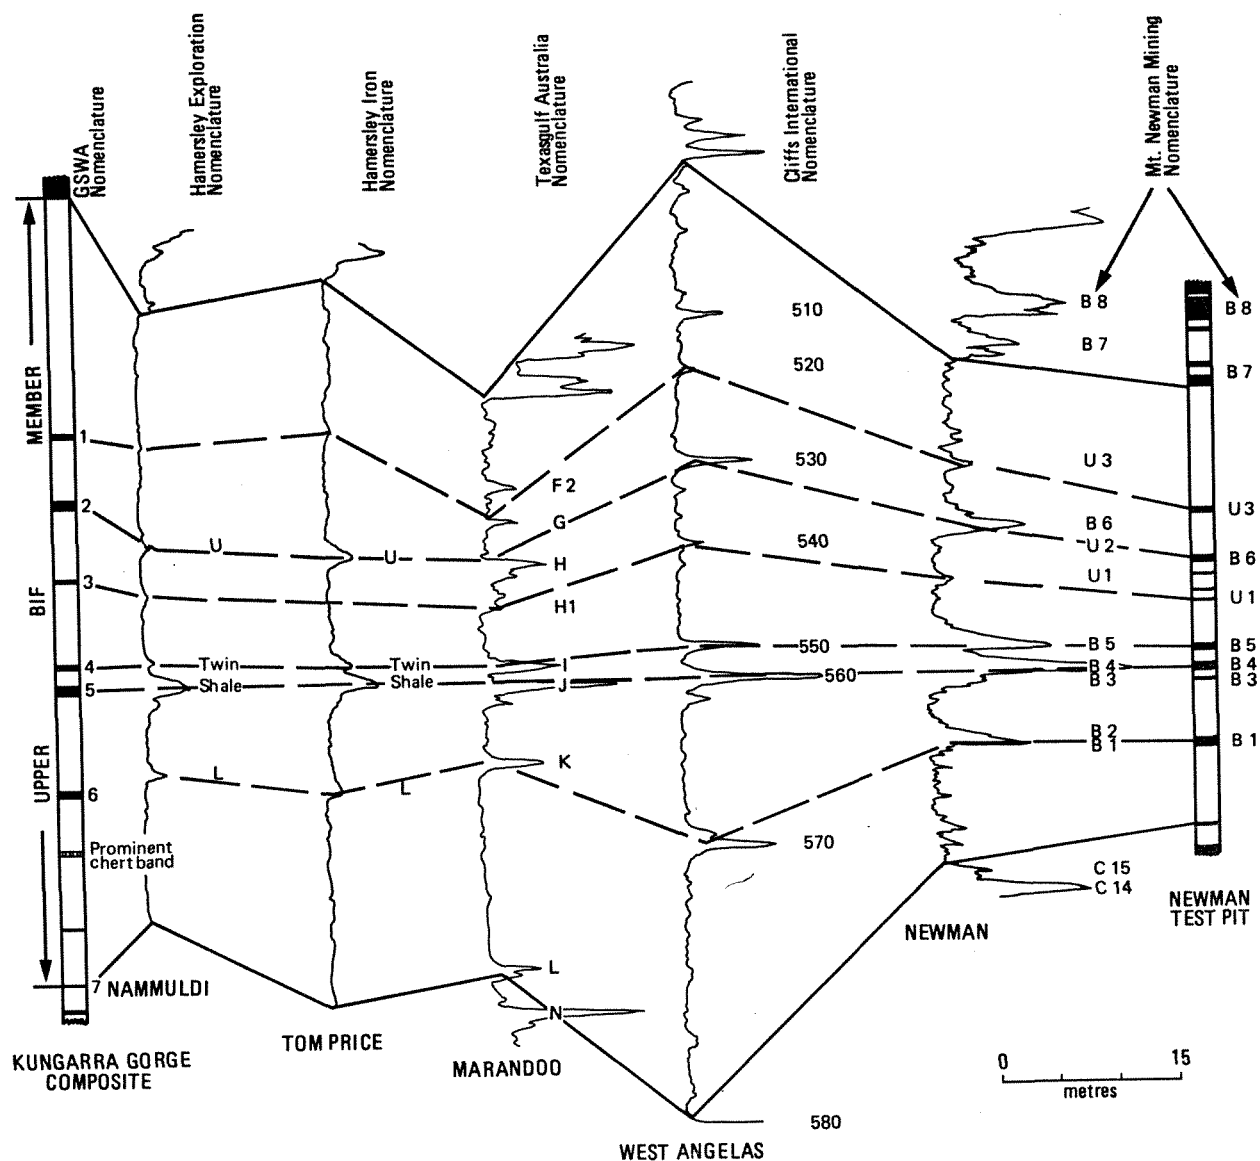 GSWA
Nomenclature
Hamersley Exploration
Nomenclature
Hamersley Iron
Nomenclature
Texasgulf Australia
Nomenclature
Cliffs International
Nomenclature
Mt. Newman Mining
Nomenclature
UPPER BIF MEMBER
1
2
3
4
5
6
Prominent
chert band
7
U
Twin
Shale
L
U
Twin
Shale
L
F2
G
H
H1
I
J
K
L
N
510
520
530
540
550
560
570
580
B 8
B 7
U 3
B 6
U 2
U 1
B 5
B 4
B 3
B 2
B 1
C 15
C 14
B 8
B 7
U 3
B 6
U 1
B 5
B 4
B 3
B 1
KUNGARRA GORGE
COMPOSITE
NAMMULDI
TOM PRICE
MARANDOO
WEST ANGELAS
NEWMAN
NEWMAN
TEST PIT
0 15
metres